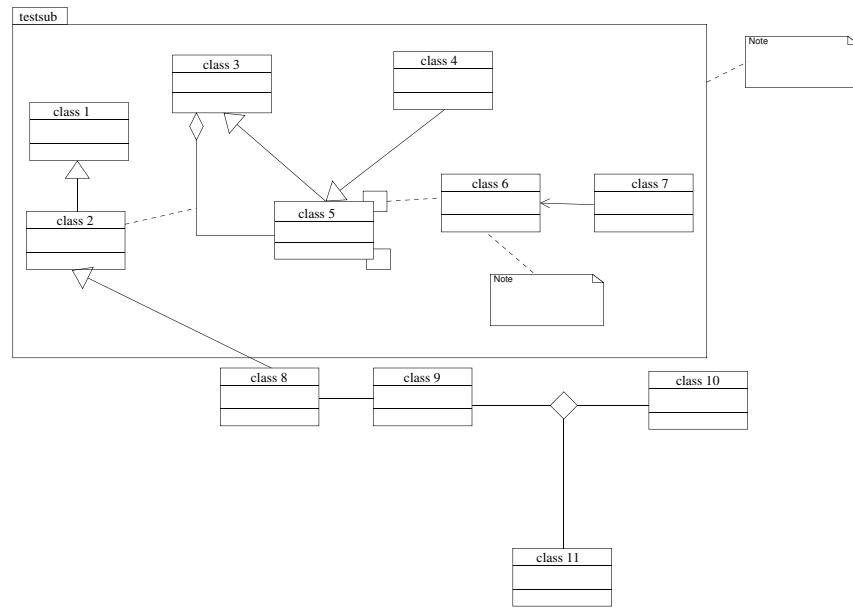 testsub
Note
class 3
class 4
class 1
class 6
class 7
class 5
class 2
Note
class 8
class 9
class 10
class 11